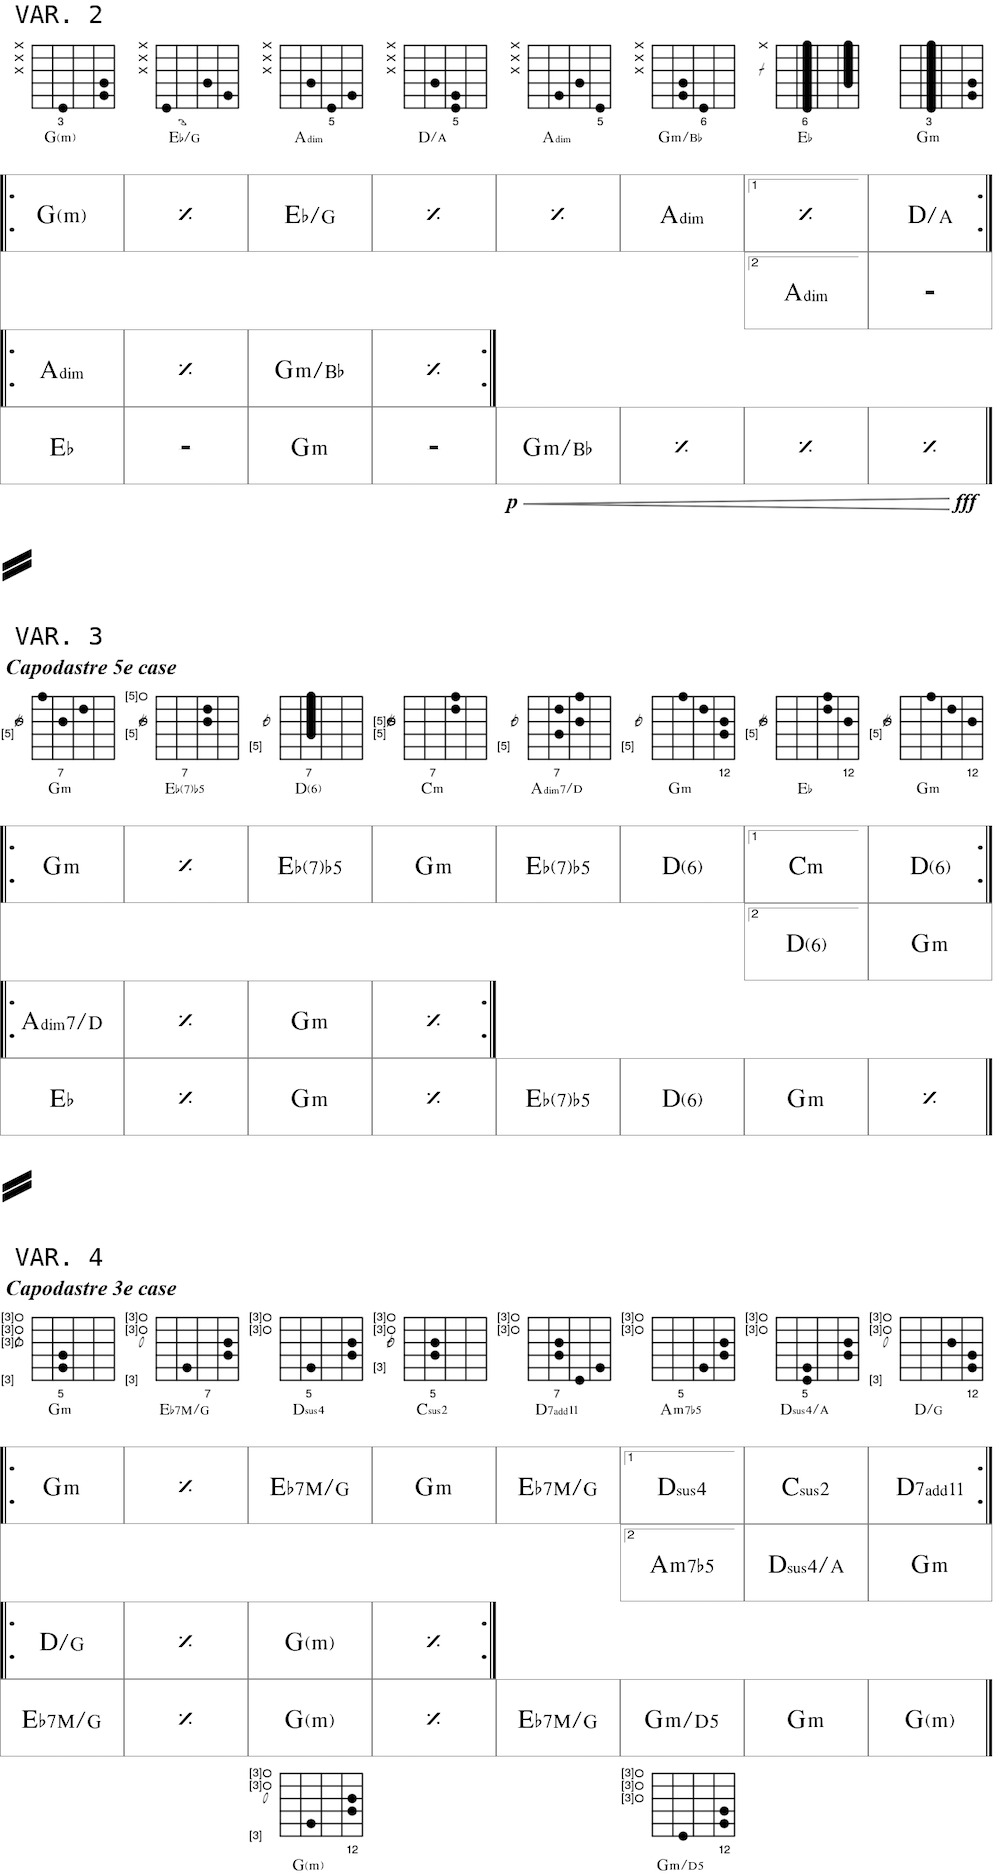 VAR. 2
X X X X X X X
X X X X X X
X X X X X X
3 3 5 5 5 6 6 3
G(m) E♭/G Adim D/A Adim Gm/B♭ E♭ Gm
1
G(m) ٪ E♭/G ٪ ٪ Adim ٪ D/A
2
Adim -
Adim ٪ Gm/B♭ ٪
E♭ - Gm - Gm/B♭ ٪ ٪ ٪
p fff
VAR. 3
Capodastre 5e case
[5]
[5]
[5] [5] [5] [5] [5]
[5] [5] [5]
7 7 7 7 7 12 12 12
Gm E♭(7)♭5 D(6) Cm Adim7/D Gm E♭ Gm
1
Gm ٪ E♭(7)♭5 Gm E♭(7)♭5 D(6) Cm D(6)
2
D(6) Gm
Adim7/D ٪ Gm ٪
E♭ ٪ Gm ٪ E♭(7)♭5 D(6) Gm ٪
VAR. 4
Capodastre 3e case
[3] [3] [3] [3] [3] [3] [3] [3]
[3] [3] [3] [3] [3] [3] [3] [3]
[3]
[3]
[3] [3] [3]
5 7 5 5 7 5 5 12
Gm E♭7M/G Dsus4 Csus2 D7add11 Am7♭5 Dsus4/A D/G
1
Gm ٪ E♭7M/G Gm E♭7M/G Dsus4 Csus2 D7add11
2
Am7♭5 Dsus4/A Gm
D/G ٪ G(m) ٪
E♭7M/G ٪ G(m) ٪ E♭7M/G Gm/D5 Gm G(m)
[3] [3]
[3] [3]
[3]
[3]
12 12
G(m) Gm/D5